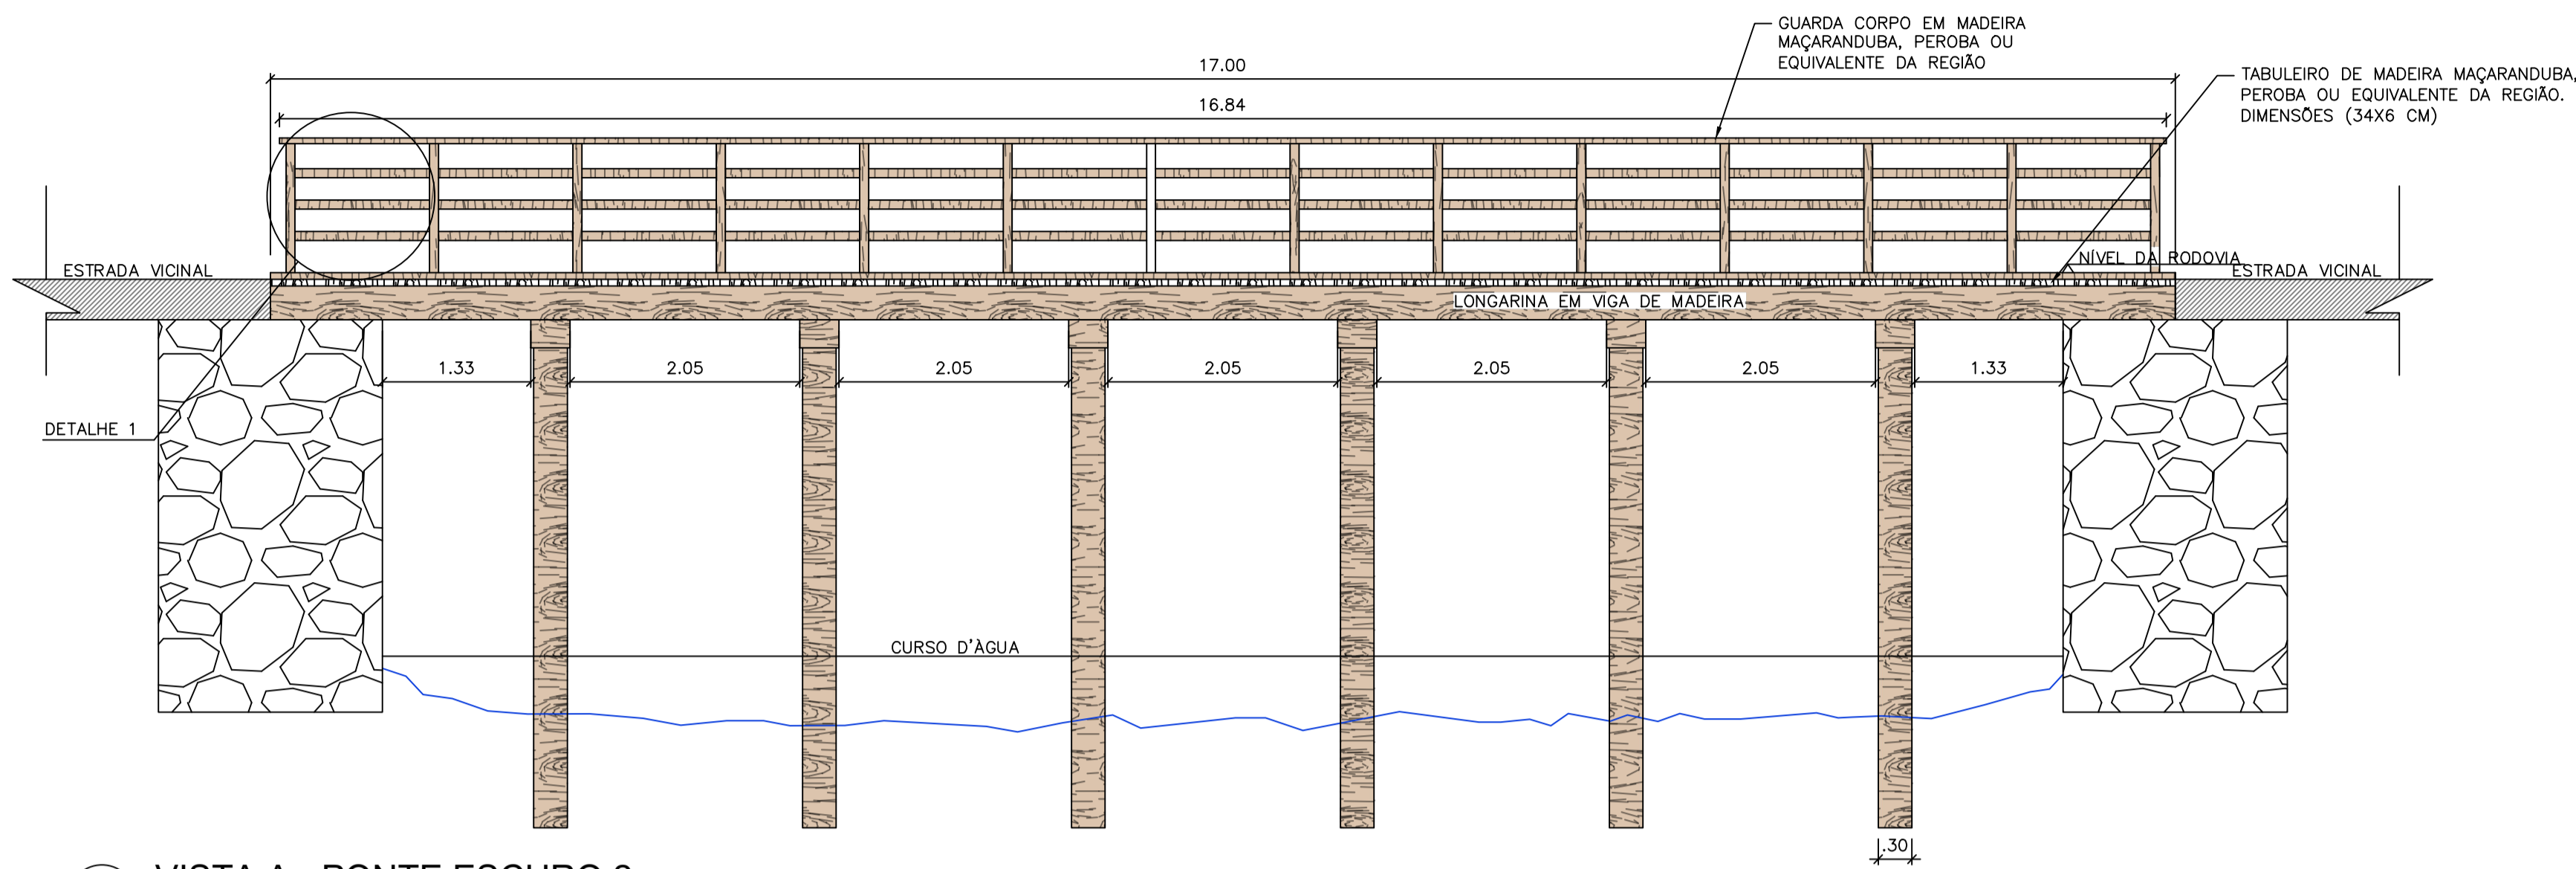 GUARDA CORPO EM MADEIRA
MAÇARANDUBA, PEROBA OU
EQUIVALENTE DA REGIÃO
17.00
TABULEIRO DE MADEIRA MAÇARANDUBA,
PEROBA OU EQUIVALENTE DA REGIÃO.
DIMENSÕES (34X6 CM)
16.84
NÍVEL DA RODOVIA
ESTRADA VICINAL
ESTRADA VICINAL
LONGARINA EM VIGA DE MADEIRA
1.33
2.05
2.05
2.05
2.05
2.05
1.33
DETALHE 1
CURSO D'ÀGUA
.30
VISTA A - PONTE ESCURO